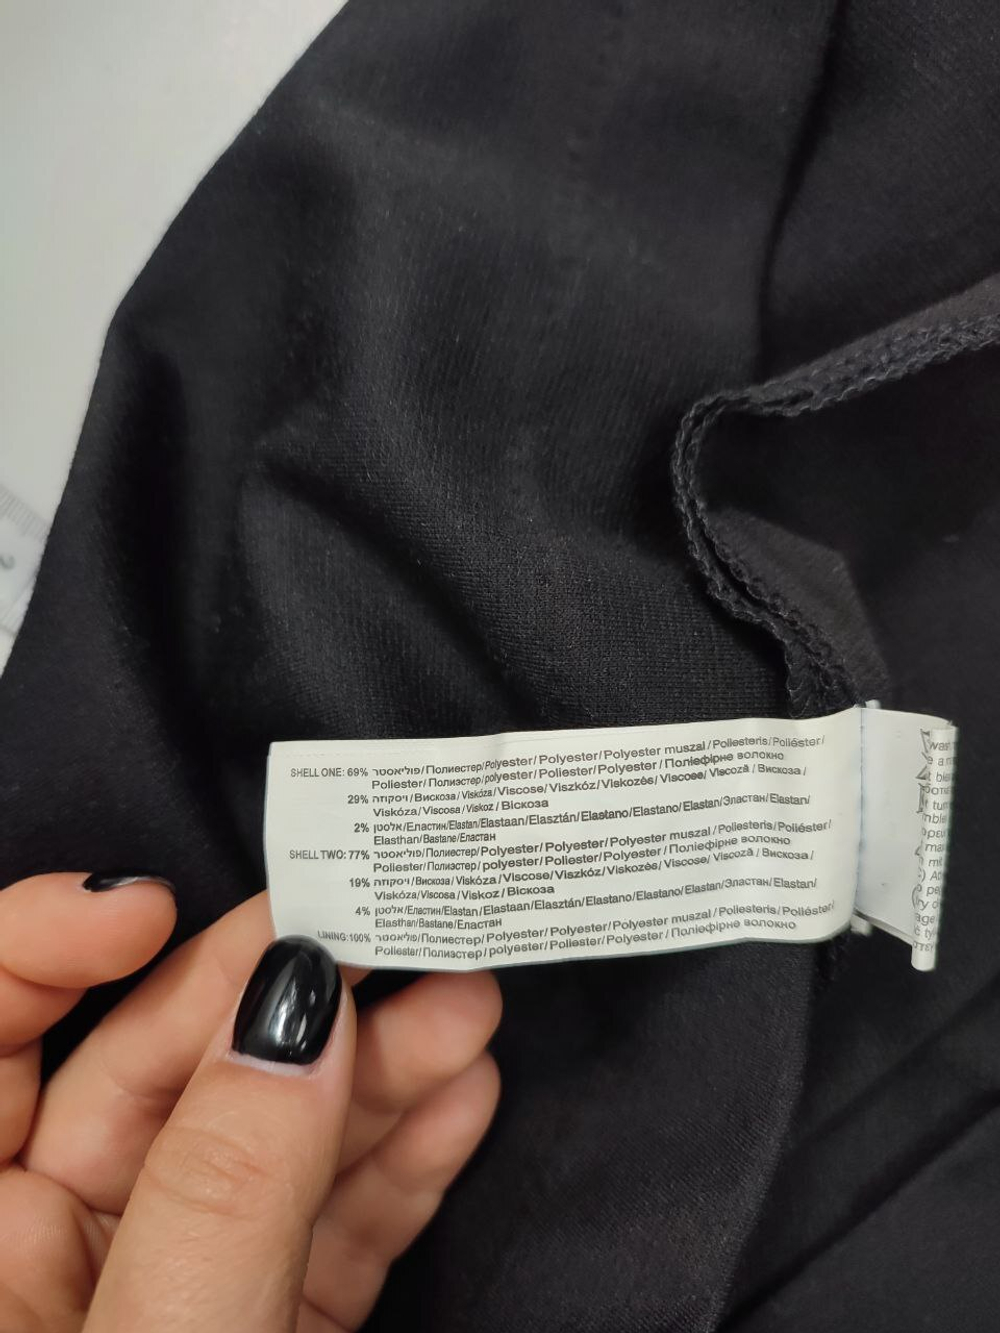 SHELL ONE: 69% פוליאסטר/Полиестер/Polyester/Polyester/Polyester muszal/Poliesteris/Poliéster/
Poliester/Полиэстер/polyester/Poliester/Polyester/Поліефірне волокно
29% ויסקוזה/Вискоза/Viskóza/Viscose/Viszkóz/Viskozės/Viscose/Viscoză/Вискоза/
Viskóza/Viscosa/Viskoz/Віскоза
2% אלסטן/Еластин/Elastan/Elastaan/Elasztán/Elastano/Elastano/Elastan/Эластан/Elastan/
Elasthan/Bastane/Еластан
SHELL TWO: 77% פוליאסטר/Полиестер/Polyester/Polyester/Polyester muszal/Poliesteris/Poliéster/
Poliester/Полиэстер/polyester/Poliester/Polyester/Поліефірне волокно
19% ויסקוזה/Вискоза/Viskóza/Viscose/Viszkóz/Viskozės/Viscose/Viscoză/Вискоза/
Viskóza/Viscosa/Viskoz/Віскоза
4% אלסטן/Еластин/Elastan/Elastaan/Elasztán/Elastano/Elastano/Elastan/Эластан/Elastan/
Elasthan/Bastane/Еластан
LINING: 100% פוליאסטר/Полиестер/Polyester/Polyester/Polyester muszal/Poliesteris/Poliéster/
Poliester/Полиэстер/polyester/Poliester/Polyester/Поліефірне волокно